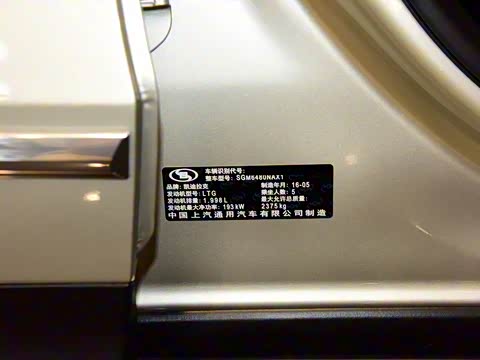 车辆识别代号:
整车型号: SGM6480NAX1
品牌: 凯迪拉克 制造年月: 16-05
发动机型号: LTG 乘坐人数: 5
发动机排量: 1.998L 最大允许总质量:
发动机最大净功率: 193kW 2375kg
中国上汽通用汽车有限公司制造